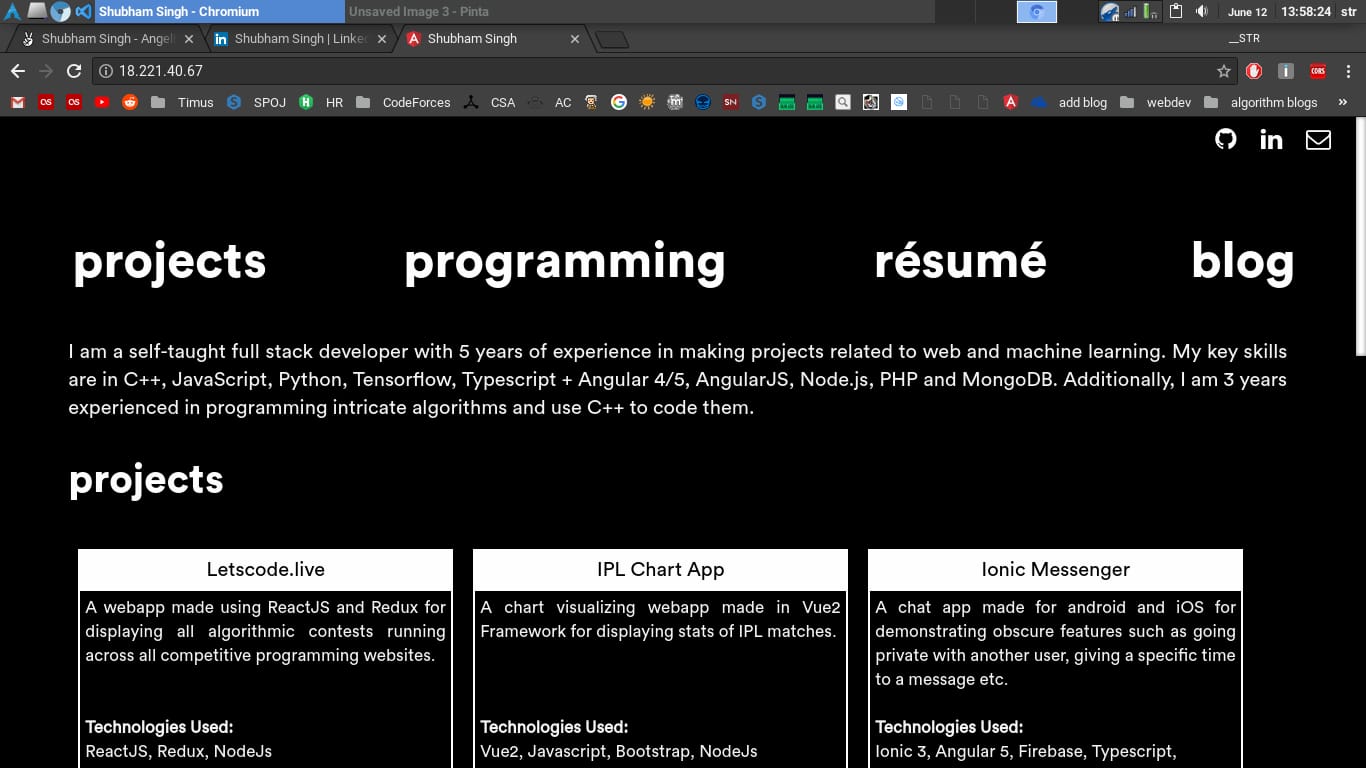 Shubham Singh - Chromium
Unsaved Image 3 - Pinta
June 12
13:58:24
str
Shubham Singh - Angel
Shubham Singh | Linke
Shubham Singh
__STR
18.221.40.67
CORS
OS
OS
Timus
SPOJ
HR
CodeForces
CSA
AC
SN
add blog
webdev
algorithm blogs
projects
programming
résumé
blog
I am a self-taught full stack developer with 5 years of experience in making projects related to web and machine learning. My key skills
are in C++, JavaScript, Python, Tensorflow, Typescript + Angular 4/5, AngularJS, Node.js, PHP and MongoDB. Additionally, I am 3 years
experienced in programming intricate algorithms and use C++ to code them.
projects
Letscode.live
A webapp made using ReactJS and Redux for
displaying all algorithmic contests running
across all competitive programming websites.
Technologies Used:
ReactJS, Redux, NodeJs
IPL Chart App
A chart visualizing webapp made in Vue2
Framework for displaying stats of IPL matches.
Technologies Used:
Vue2, Javascript, Bootstrap, NodeJs
Ionic Messenger
A chat app made for android and iOS for
demonstrating obscure features such as going
private with another user, giving a specific time
to a message etc.
Technologies Used:
Ionic 3, Angular 5, Firebase, Typescript,